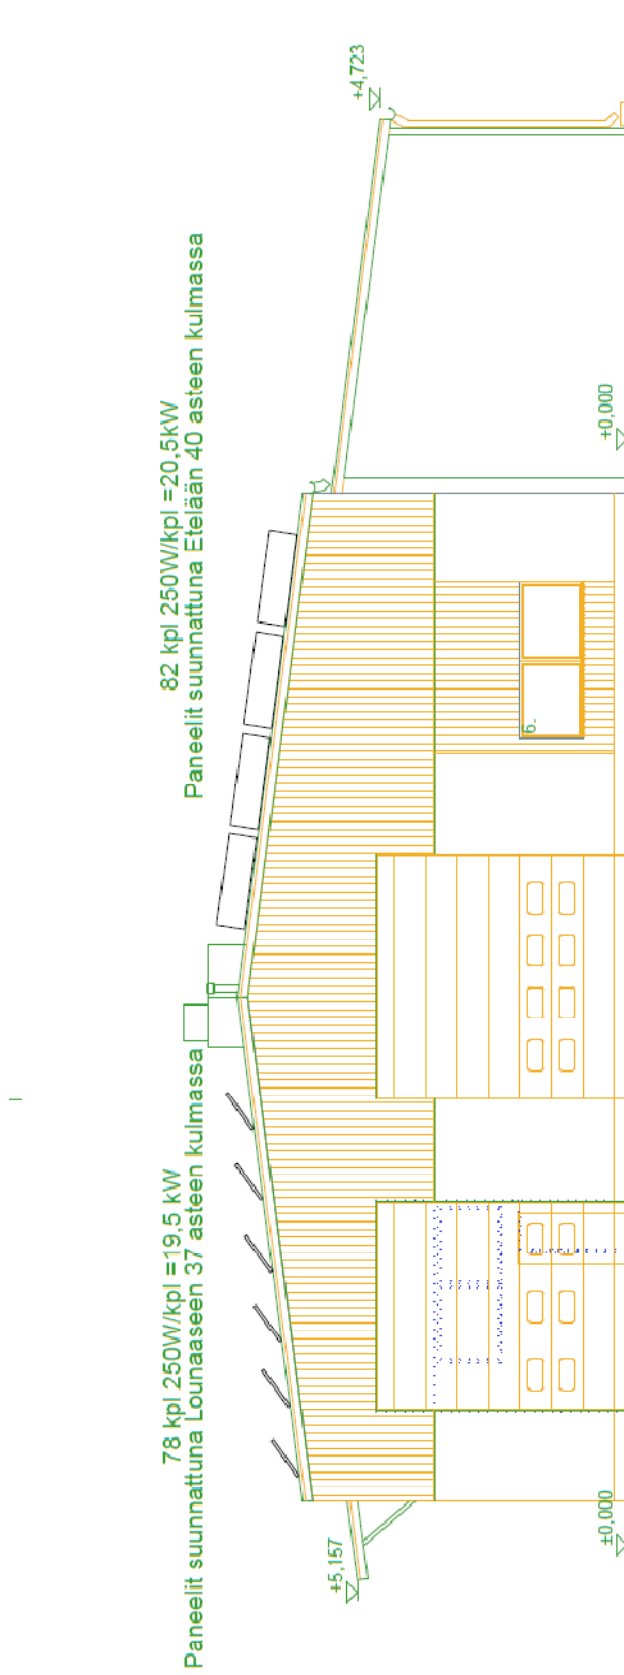 78 kpl 250W/kpl =19,5 kW
Paneelit suunnattuna Lounaaseen 37 asteen kulmassa
82 kpl 250W/kpl =20,5kW
Paneelit suunnattuna Etelään 40 asteen kulmassa
+5,157
+4,723
6.
±0,000
+0,000